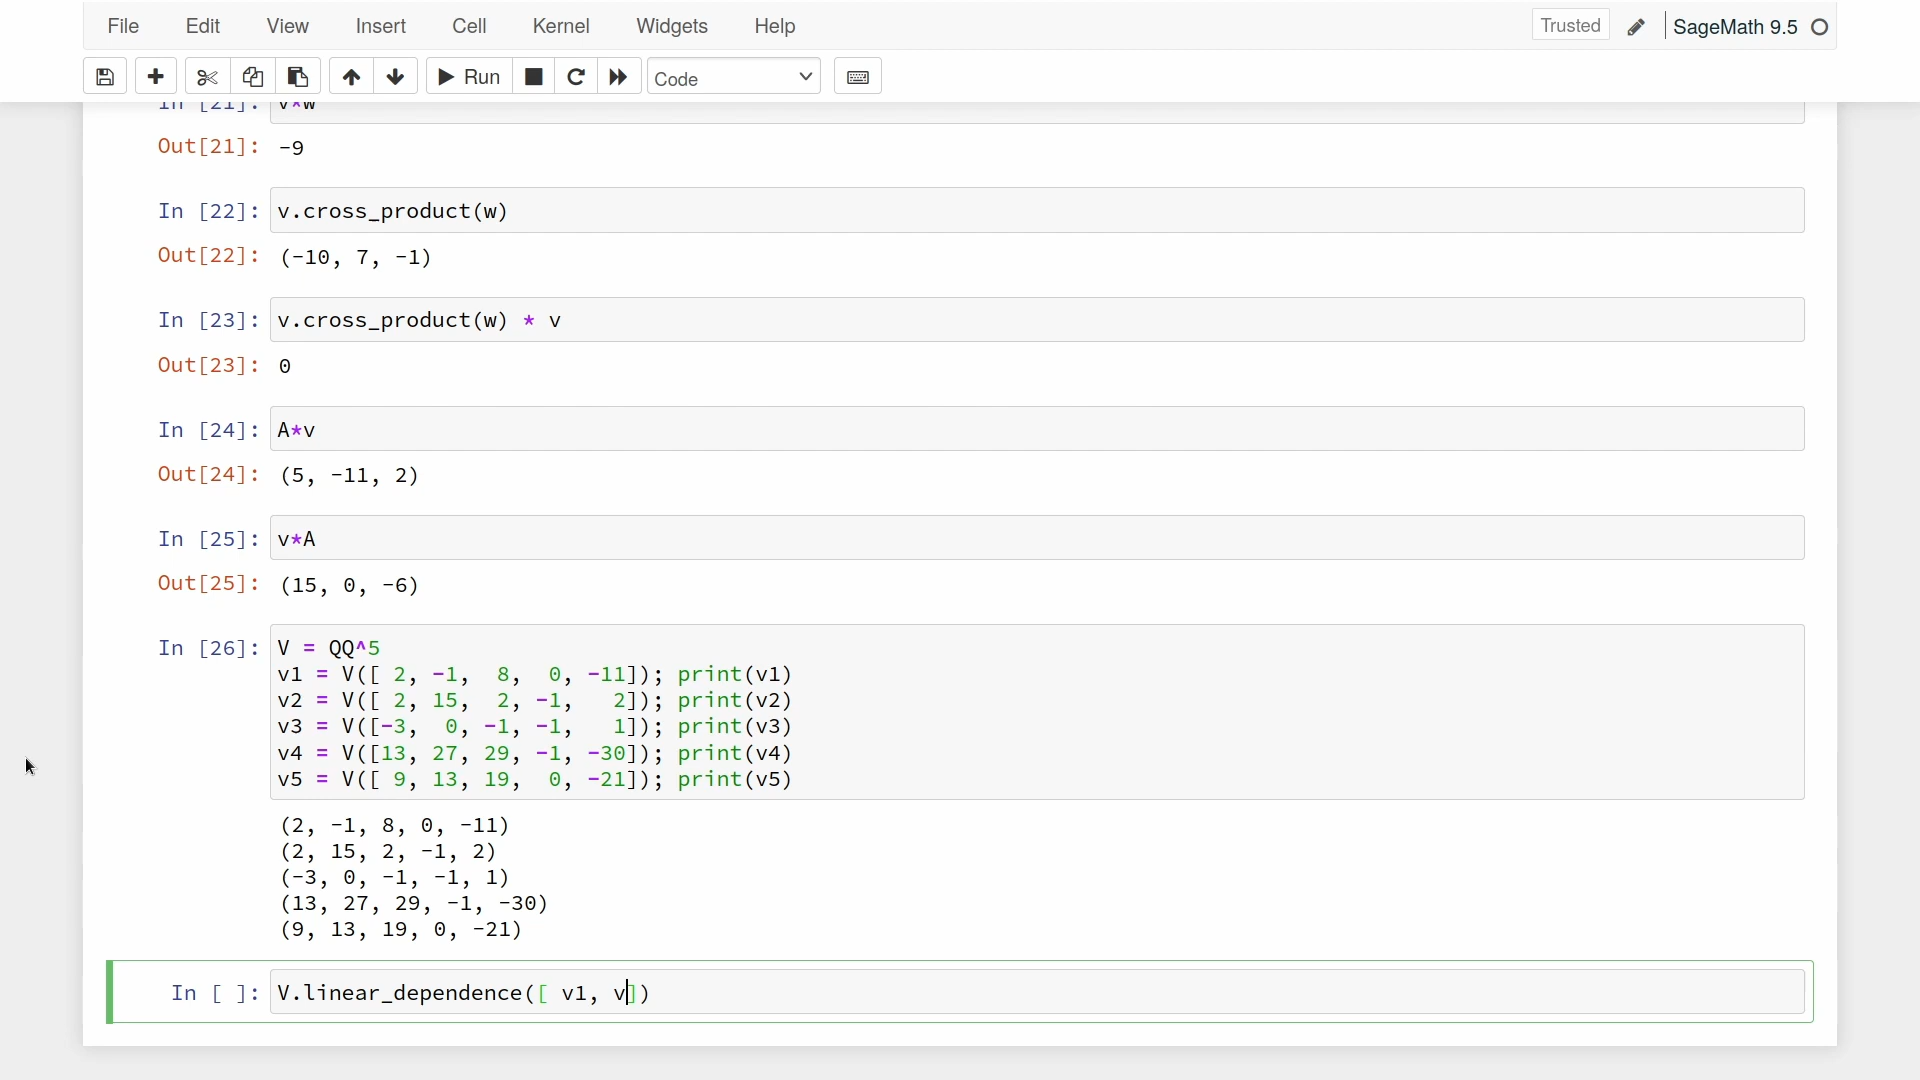 File Edit View Insert Cell Kernel Widgets Help Trusted SageMath 9.5
Run Code
In [21]: v*w
Out[21]: -9
In [22]: v.cross_product(w)
Out[22]: (-10, 7, -1)
In [23]: v.cross_product(w) * v
Out[23]: 0
In [24]: A*v
Out[24]: (5, -11, 2)
In [25]: v*A
Out[25]: (15, 0, -6)
In [26]: V = QQ^5
v1 = V([ 2, -1,  8,  0, -11]); print(v1)
v2 = V([ 2, 15,  2, -1,   2]); print(v2)
v3 = V([-3,  0, -1, -1,   1]); print(v3)
v4 = V([13, 27, 29, -1, -30]); print(v4)
v5 = V([ 9, 13, 19,  0, -21]); print(v5)
(2, -1, 8, 0, -11)
(2, 15, 2, -1, 2)
(-3, 0, -1, -1, 1)
(13, 27, 29, -1, -30)
(9, 13, 19, 0, -21)
In [ ]: V.linear_dependence([ v1, v])